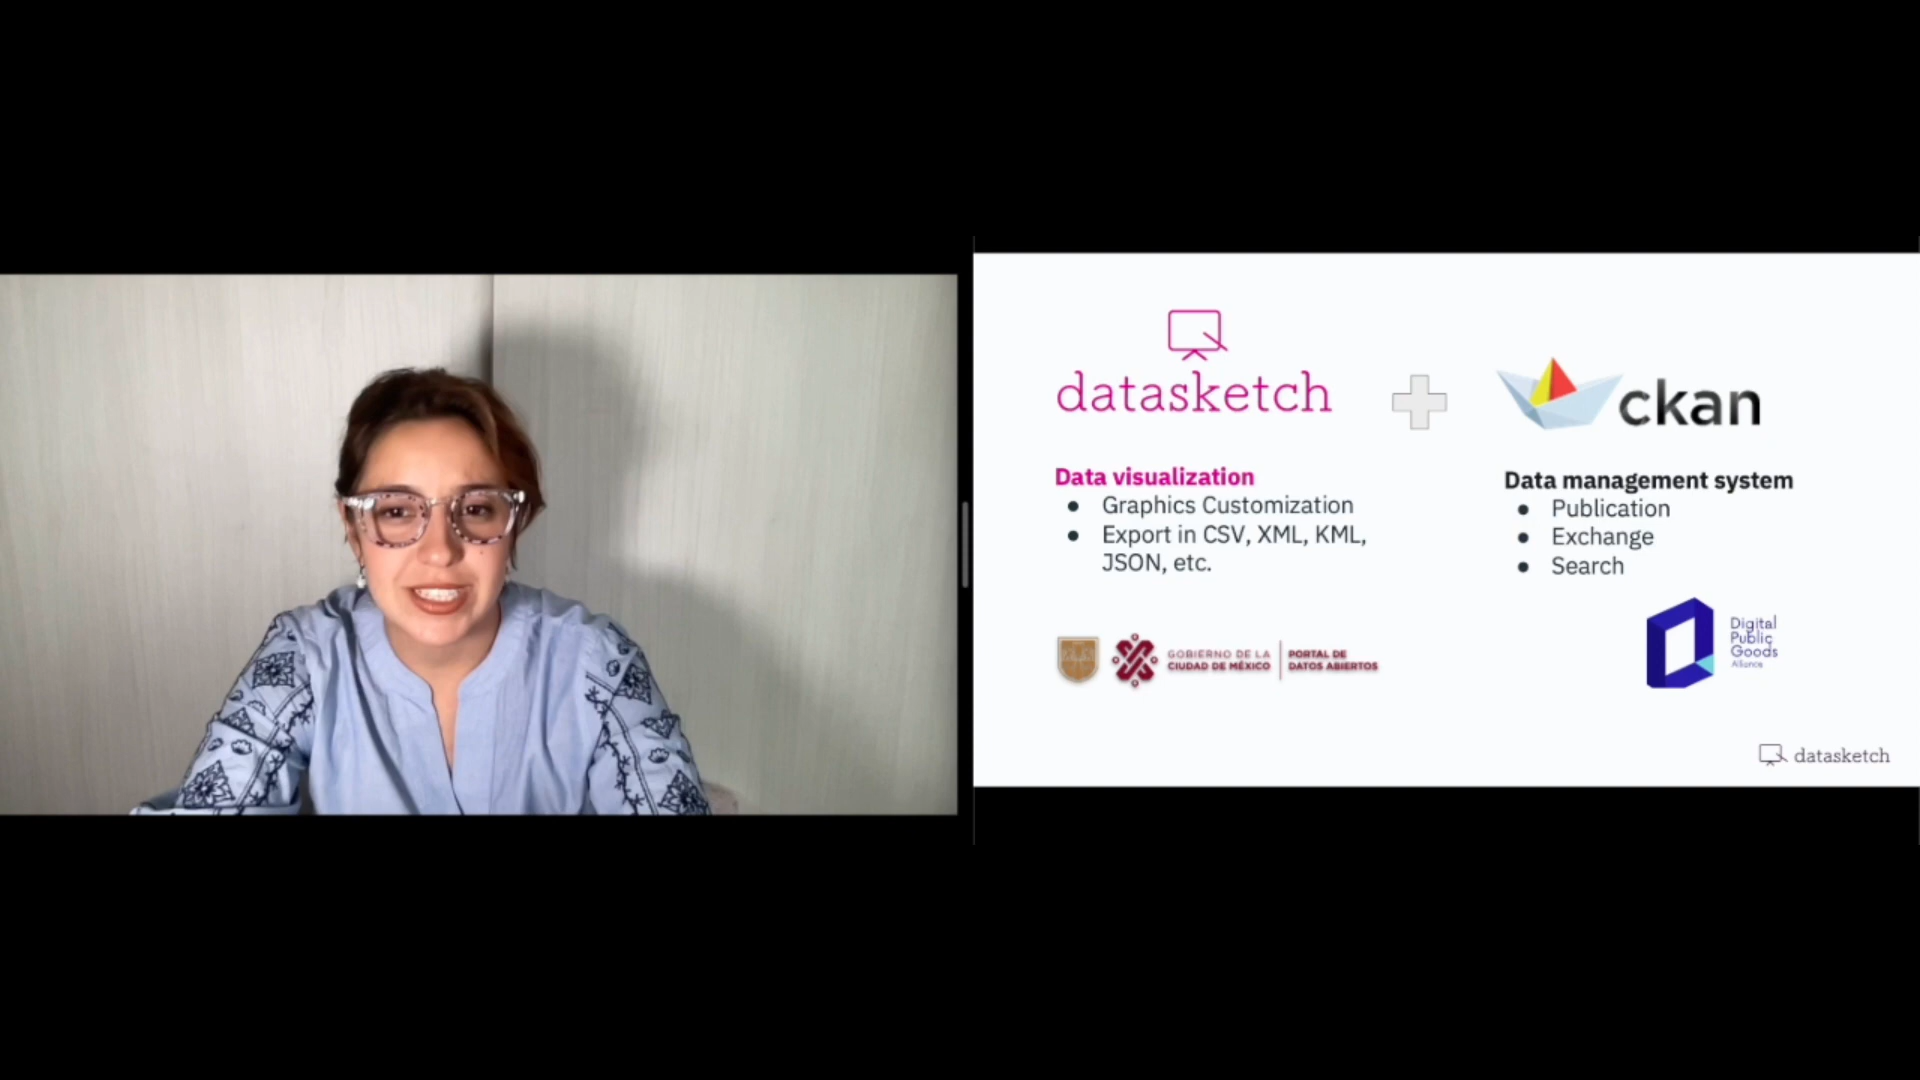 datasketch
ckan
Data visualization
● Graphics Customization
● Export in CSV, XML, KML,
JSON, etc.
Data management system
● Publication
● Exchange
● Search
GOBIERNO DE LA
CIUDAD DE MÉXICO
PORTAL DE
DATOS ABIERTOS
Digital
Public
Goods
Alliance
datasketch